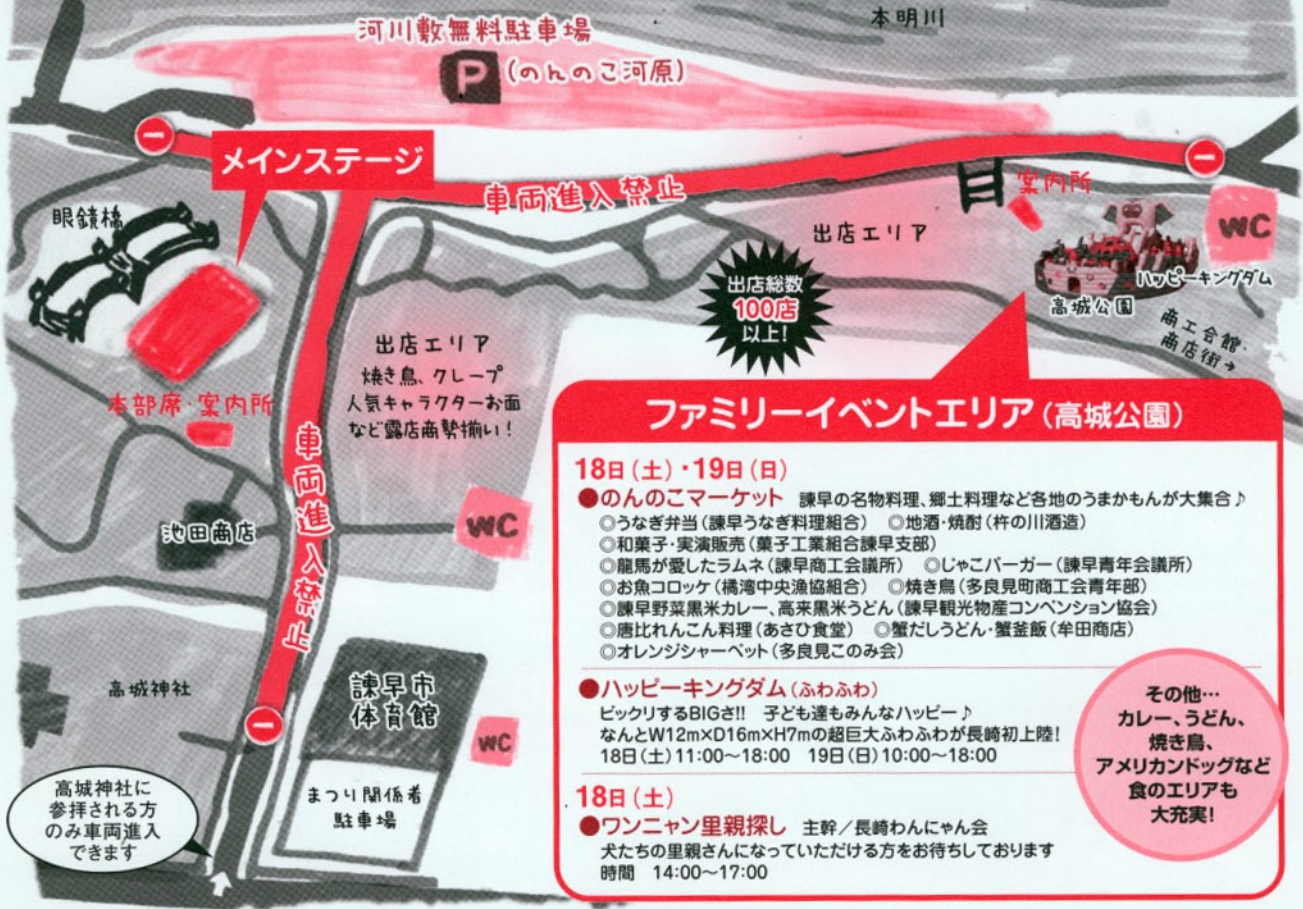 本明川
河川敷無料駐車場
P (のんのこ河原)
メインステージ
車両進入禁止
案内所
WC
眼鏡橋
出店エリア
ハッピーキングダム
高城公園
商工会館・
商店街→
出店総数
100店
以上!
出店エリア
焼き鳥、クレープ
人気キャラクターお面
など露店商勢揃い!
本部席・案内所
車両進入禁止
池田商店
WC
高城神社
諫早市
体育館
WC
まつり関係者
駐車場
高城神社に
参拝される方
のみ車両進入
できます
ファミリーイベントエリア(高城公園)
18日(土)・19日(日)
●のんのこマーケット 諫早の名物料理、郷土料理など各地のうまかもんが大集合♪
◎うなぎ弁当(諫早うなぎ料理組合) ◎地酒・焼酎(杵の川酒造)
◎和菓子・実演販売(菓子工業組合諫早支部)
◎龍馬が愛したラムネ(諫早商工会議所) ◎じゃこバーガー(諫早青年会議所)
◎お魚コロッケ(橘湾中央漁協組合) ◎焼き鳥(多良見町商工会青年部)
◎諫早野菜黒米カレー、高来黒米うどん(諫早観光物産コンベンション協会)
◎唐比れんこん料理(あさひ食堂) ◎蟹だしうどん・蟹釜飯(牟田商店)
◎オレンジシャーベット(多良見このみ会)
●ハッピーキングダム(ふわふわ)
ビックリするBIGさ!! 子ども達もみんなハッピー♪
なんとW12m×D16m×H7mの超巨大ふわふわが長崎初上陸!
18日(土)11:00〜18:00 19日(日)10:00〜18:00
18日(土)
●ワンニャン里親探し 主幹/長崎わんにゃん会
犬たちの里親さんになっていただける方をお待ちしております
時間 14:00〜17:00
その他…
カレー、うどん、
焼き鳥、
アメリカンドッグなど
食のエリアも
大充実!